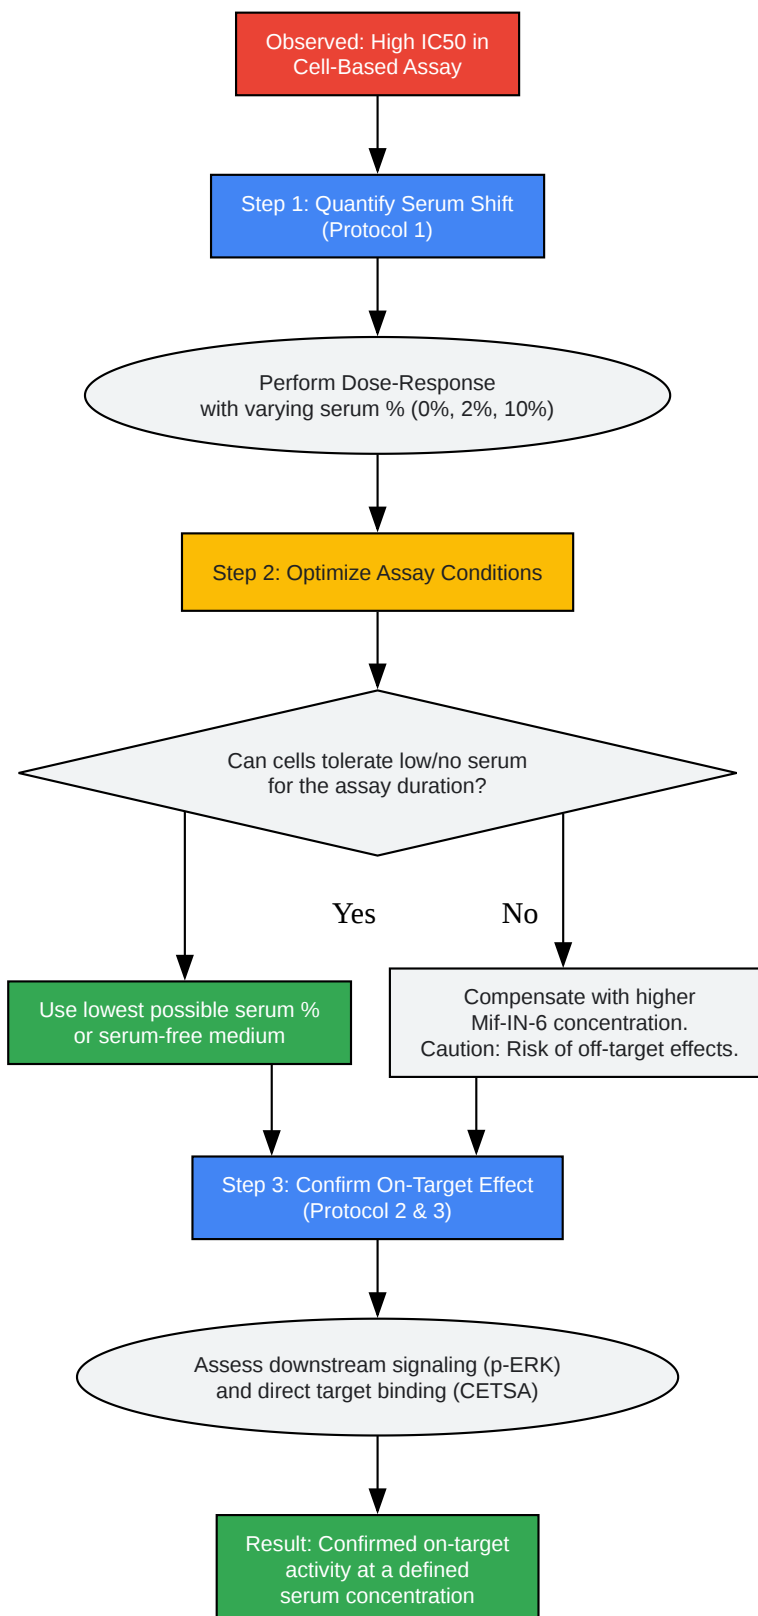 Observed: High IC50 in
Cell-Based Assay
Step 1: Quantify Serum Shift
(Protocol 1)
Perform Dose-Response
with varying serum % (0%, 2%, 10%)
Step 2: Optimize Assay Conditions
Can cells tolerate low/no serum
for the assay duration?
Yes
No
Use lowest possible serum %
or serum-free medium
Compensate with higher
Mif-IN-6 concentration.
Caution: Risk of off-target effects.
Step 3: Confirm On-Target Effect
(Protocol 2 & 3)
Assess downstream signaling (p-ERK)
and direct target binding (CETSA)
Result: Confirmed on-target
activity at a defined
serum concentration